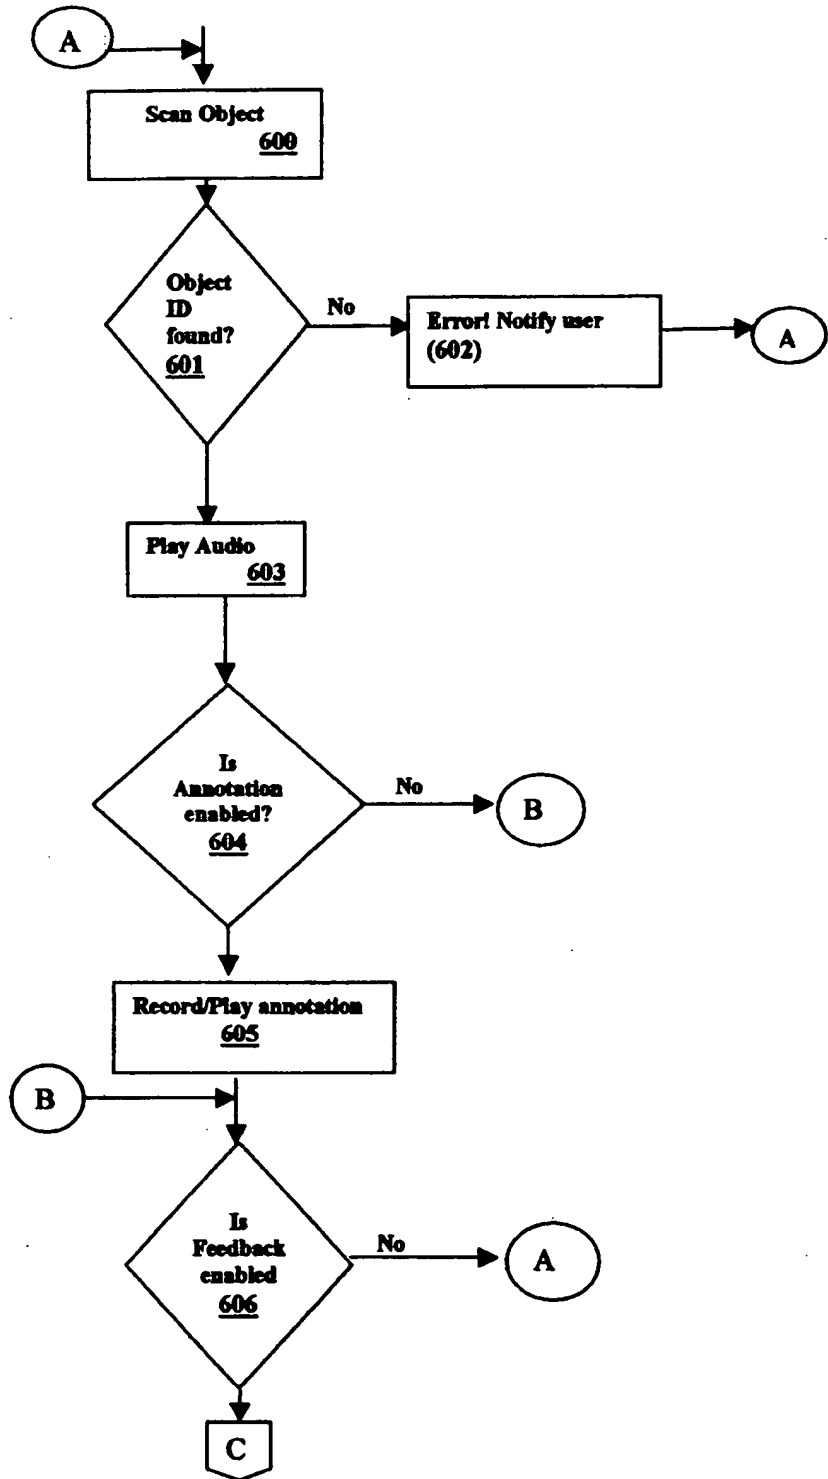 A
Scan Object
600
Object
ID
found?
601
No
Error! Notify user
(602)
A
Play Audio
603
Is
Annotation
enabled?
604
No
B
Record/Play annotation
605
B
Is
Feedback
enabled
606
No
A
C